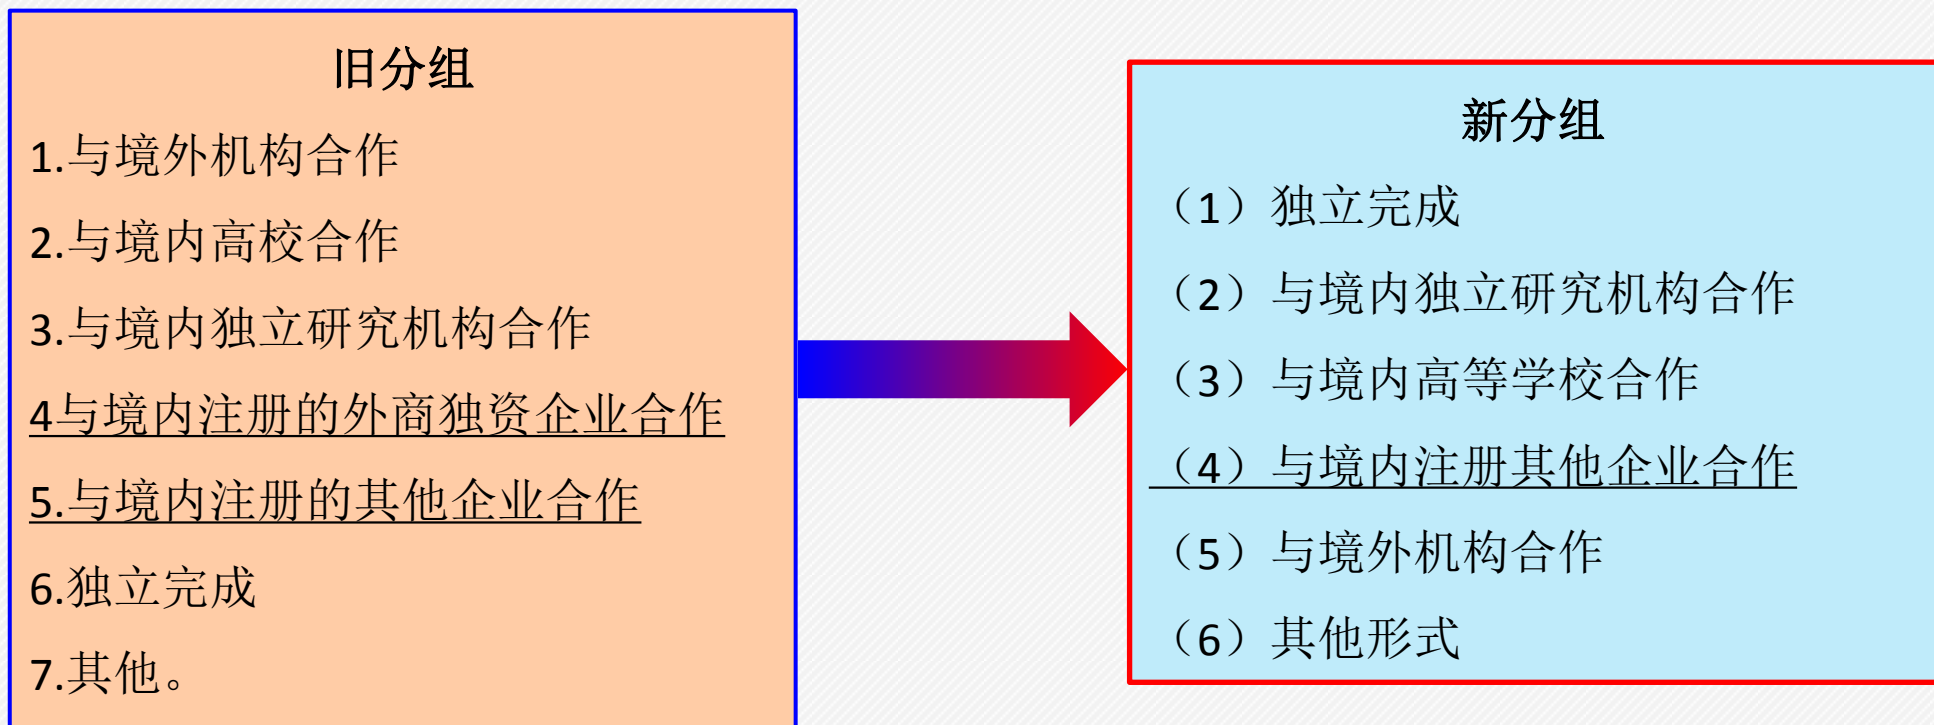 旧分组
1.与境外机构合作
2.与境内高校合作
3.与境内独立研究机构合作
4与境内注册的外商独资企业合作
5.与境内注册的其他企业合作
6.独立完成
7.其他。
新分组
（1）独立完成
（2）与境内独立研究机构合作
（3）与境内高等学校合作
（4）与境内注册其他企业合作
（5）与境外机构合作
（6）其他形式